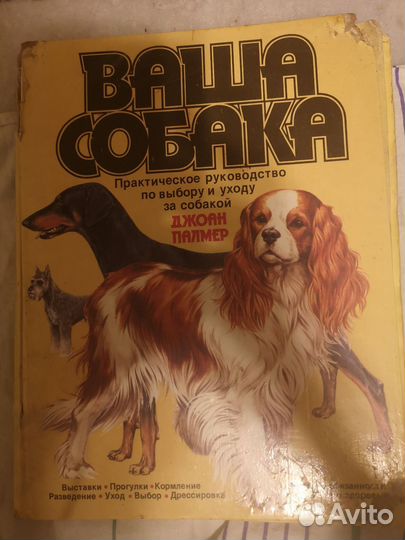 ВАША
СОБАКА
Практическое руководство
по выбору и уходу
за собакой
ДЖОАН
ПАЛМЕР
Выставки • Прогулки • Кормление
Разведение • Уход • Выбор • Дрессировка
Avito